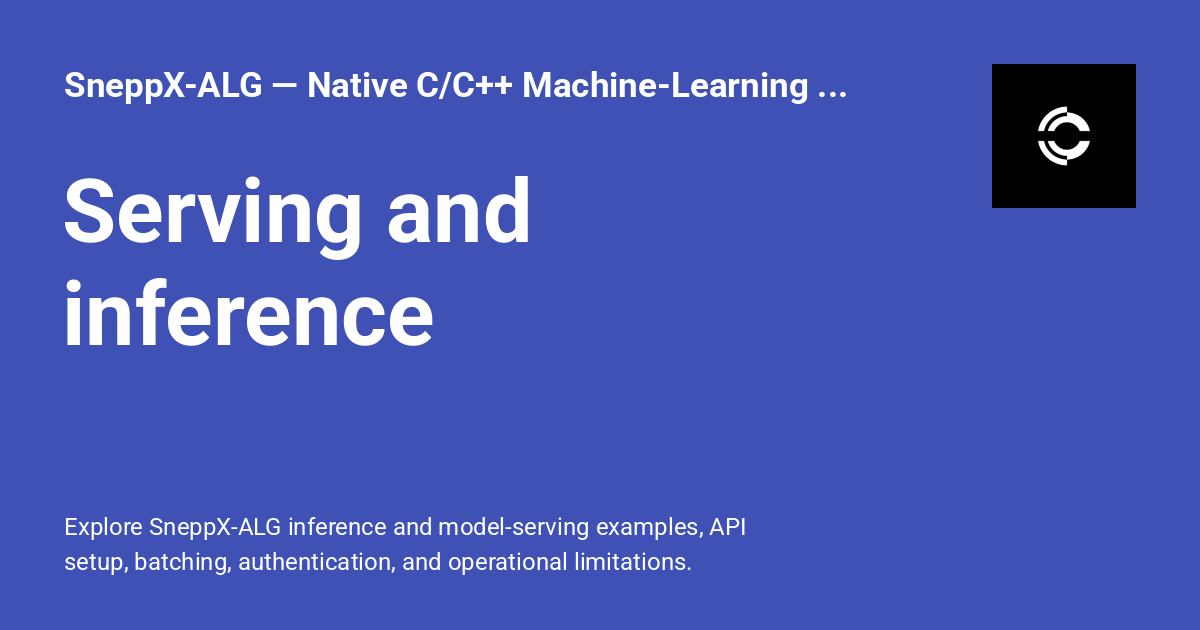 SneppX-ALG — Native C/C++ Machine-Learning ...
Serving and
inference
Explore SneppX-ALG inference and model-serving examples, API
setup, batching, authentication, and operational limitations.